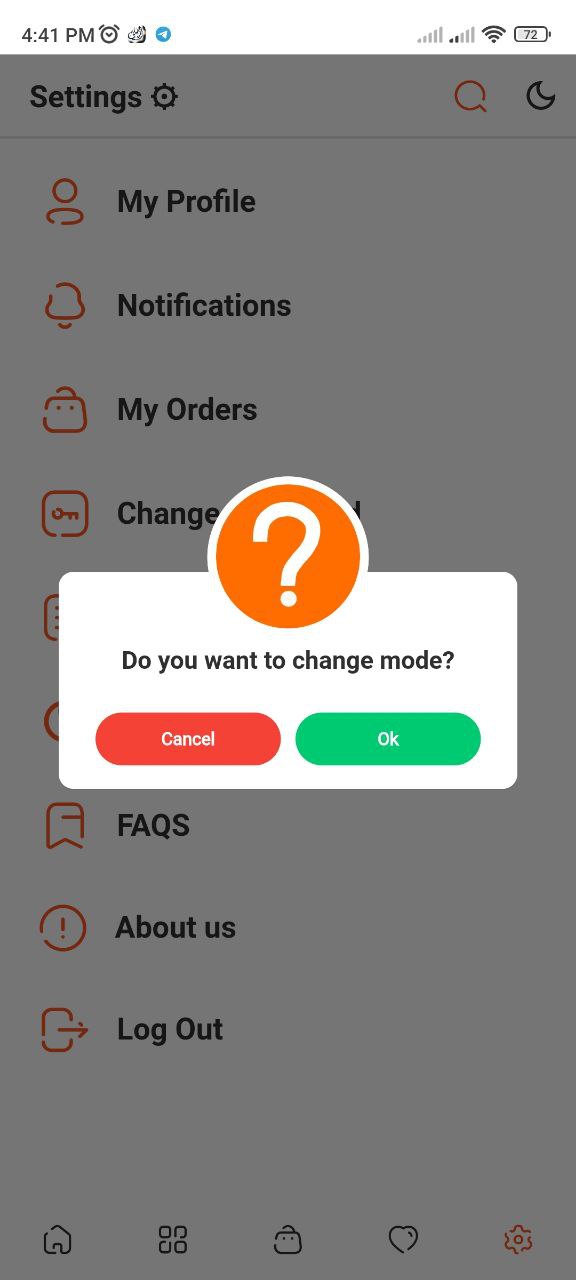 4:41 PM
72
Settings
My Profile
Notifications
My Orders
Change
Do you want to change mode?
Cancel
Ok
FAQS
About us
Log Out